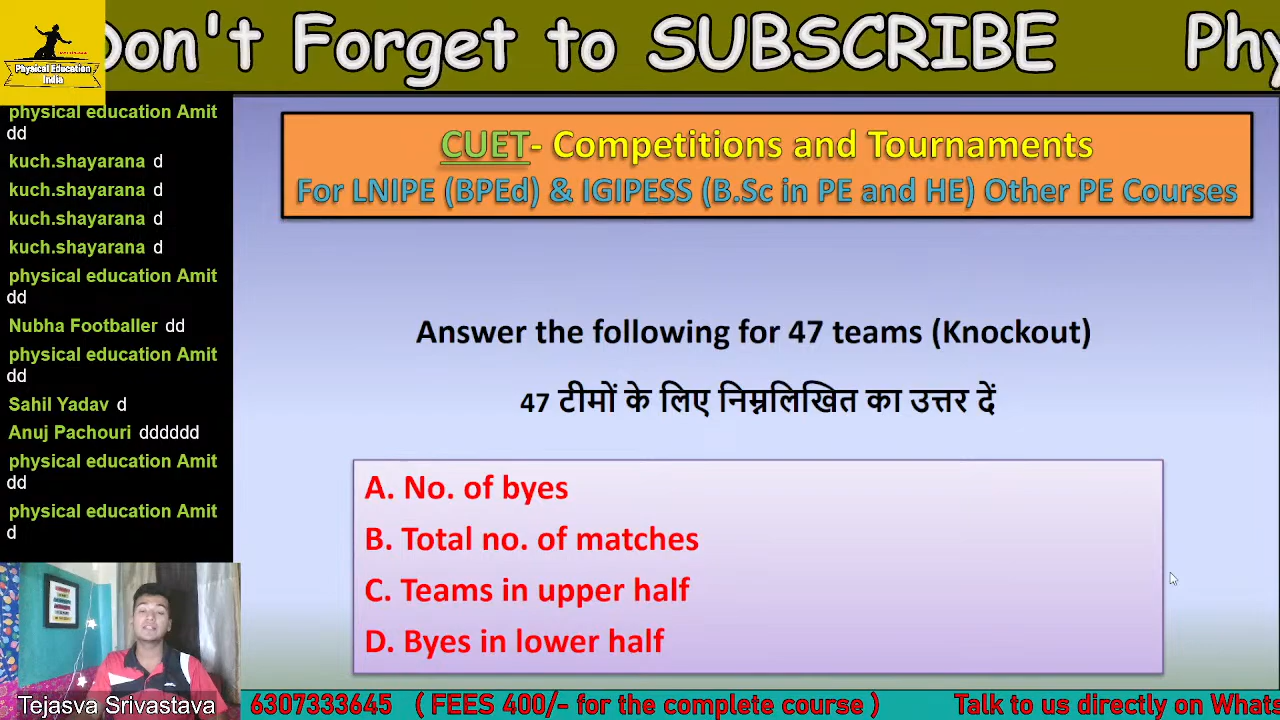 Don't Forget to SUBSCRIBE
Physical Education
India
physical education Amit
dd
kuch.shayarana d
kuch.shayarana d
kuch.shayarana d
kuch.shayarana d
physical education Amit
dd
Nubha Footballer dd
physical education Amit
dd
Sahil Yadav d
Anuj Pachouri dddddd
physical education Amit
dd
physical education Amit
d
CUET- Competitions and Tournaments
For LNIPE (BPEd) & IGIPESS (B.Sc in PE and HE) Other PE Courses
Answer the following for 47 teams (Knockout)
47 टीमों के लिए निम्नलिखित का उत्तर दें
A. No. of byes
B. Total no. of matches
C. Teams in upper half
D. Byes in lower half
Tejasva Srivastava
6307333645 ( FEES 400/- for the complete course ) Talk to us directly on Whats